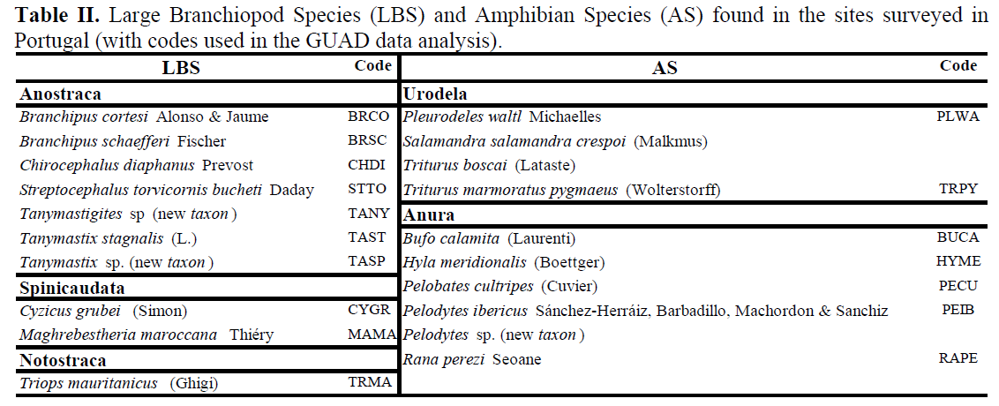 Table II. Large Branchiopod Species (LBS) and Amphibian Species (AS) found in the sites surveyed in
Portugal (with codes used in the GUAD data analysis).
LBS Code AS Code
Anostraca Urodela
Branchipus cortesi Alonso & Jaume BRCO Pleurodeles waltl Michaelles PLWA
Branchipus schaefferi Fischer BRSC Salamandra salamandra crespoi (Malkmus)
Chirocephalus diaphanus Prevost CHDI Triturus boscai (Lataste)
Streptocephalus torvicornis bucheti Daday STTO Triturus marmoratus pygmaeus (Wolterstorff) TRPY
Tanymastigites sp (new taxon) TANY Anura
Tanymastix stagnalis (L.) TAST Bufo calamita (Laurenti) BUCA
Tanymastix sp. (new taxon) TASP Hyla meridionalis (Boettger) HYME
Spinicaudata Pelobates cultripes (Cuvier) PECU
Cyzicus grubei (Simon) CYGR Pelodytes ibericus Sánchez-Herráiz, Barbadillo, Machordon & Sanchiz PEIB
Maghrebestheria maroccana Thiéry MAMA Pelodytes sp. (new taxon)
Notostraca Rana perezi Seoane RAPE
Triops mauritanicus (Ghigi) TRMA